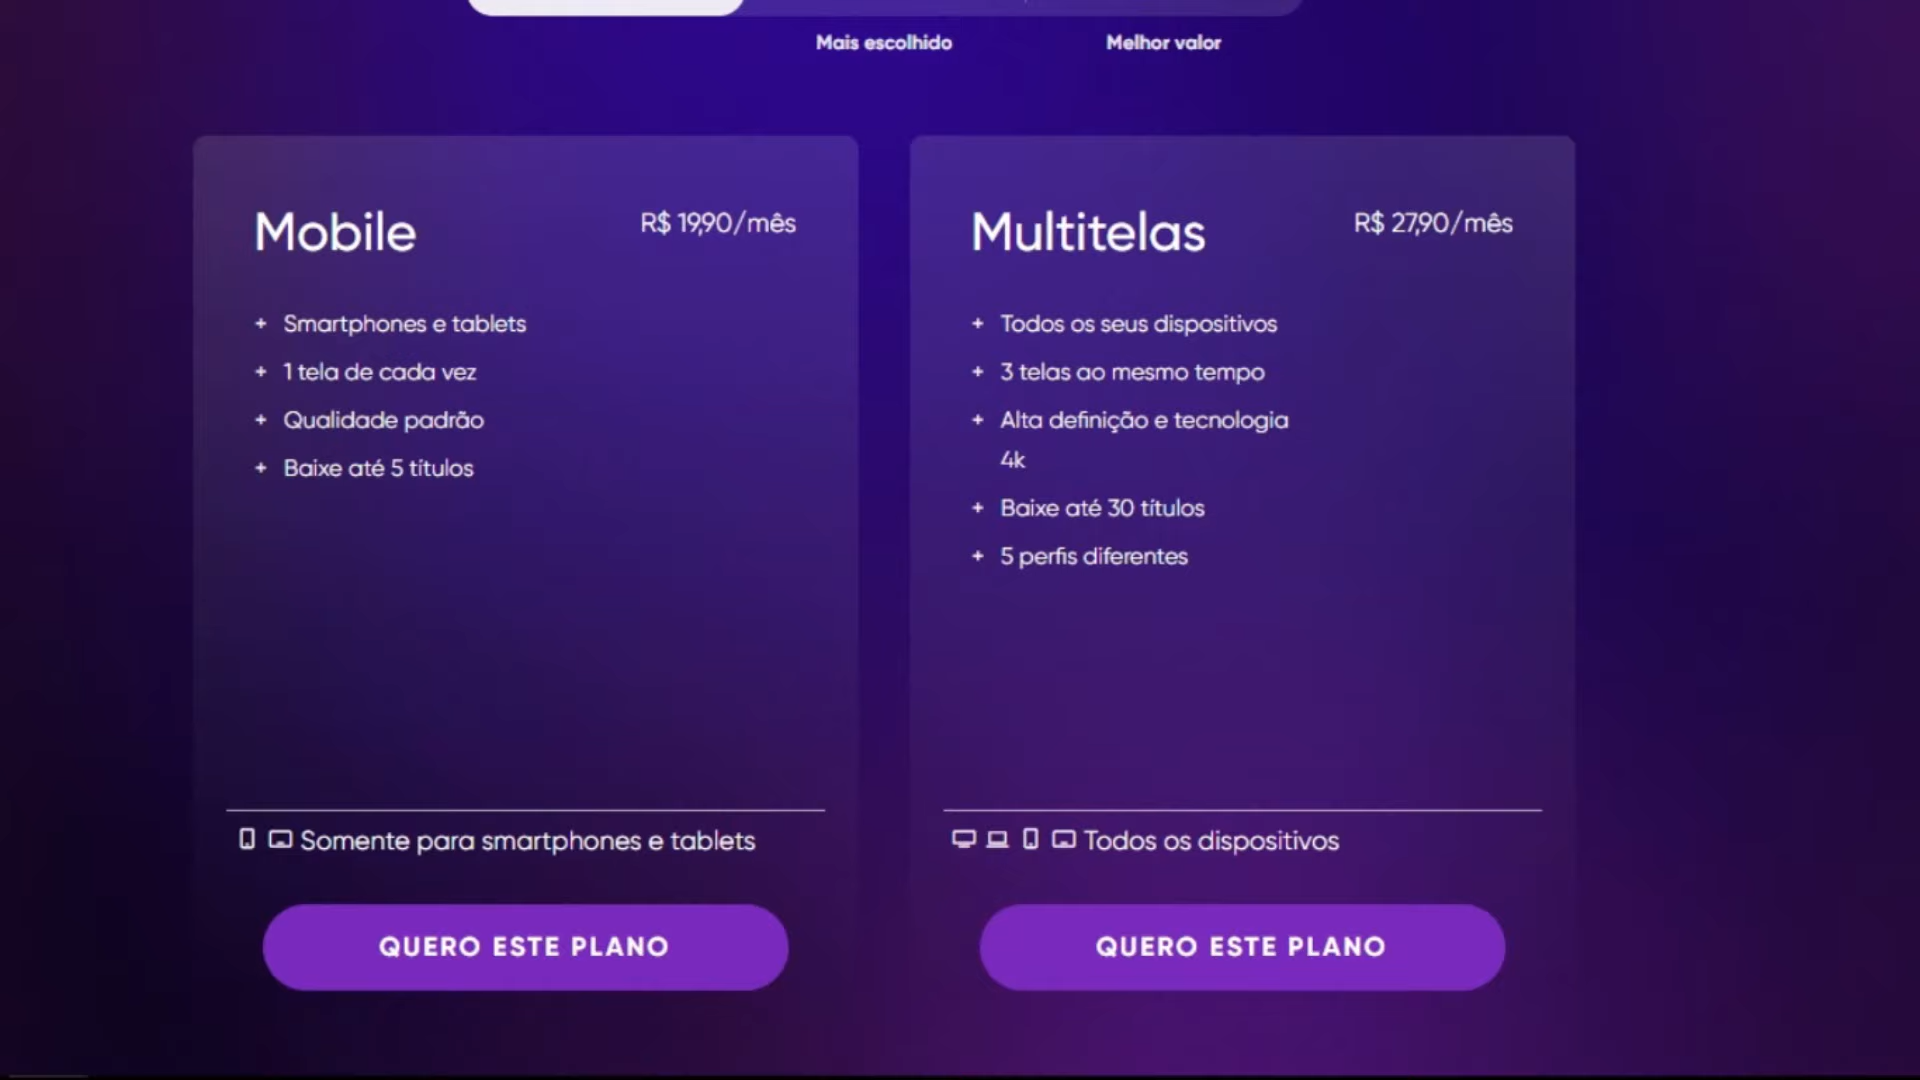 Mais escolhido
Melhor valor
Mobile
R$ 19,90/mês
+ Smartphones e tablets
+ 1 tela de cada vez
+ Qualidade padrão
+ Baixe até 5 títulos
Somente para smartphones e tablets
QUERO ESTE PLANO
Multitelas
R$ 27,90/mês
+ Todos os seus dispositivos
+ 3 telas ao mesmo tempo
+ Alta definição e tecnologia
4k
+ Baixe até 30 títulos
+ 5 perfis diferentes
Todos os dispositivos
QUERO ESTE PLANO